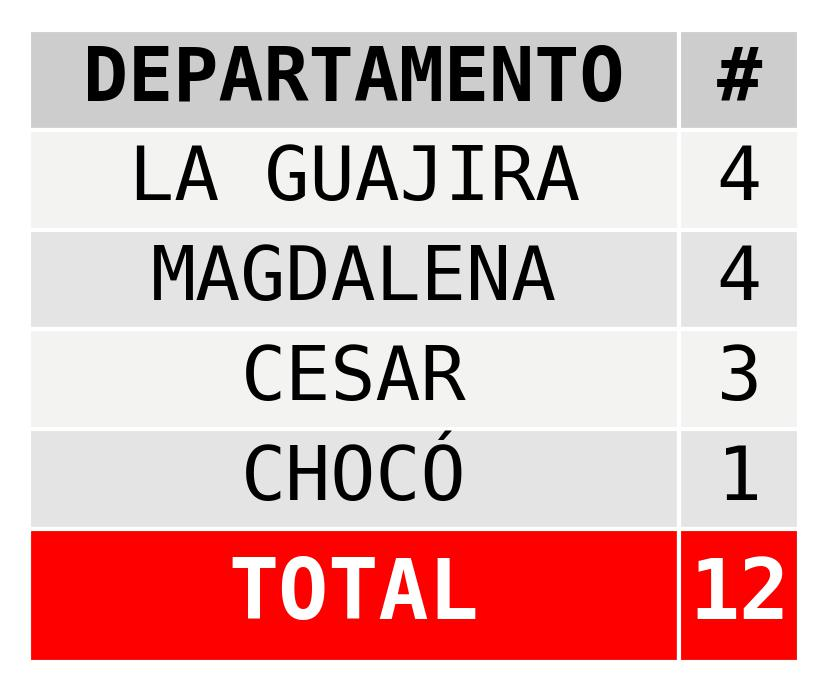 DEPARTAMENTO #
LA GUAJIRA 4
MAGDALENA 4
CESAR 3
CHOCÓ 1
TOTAL 12